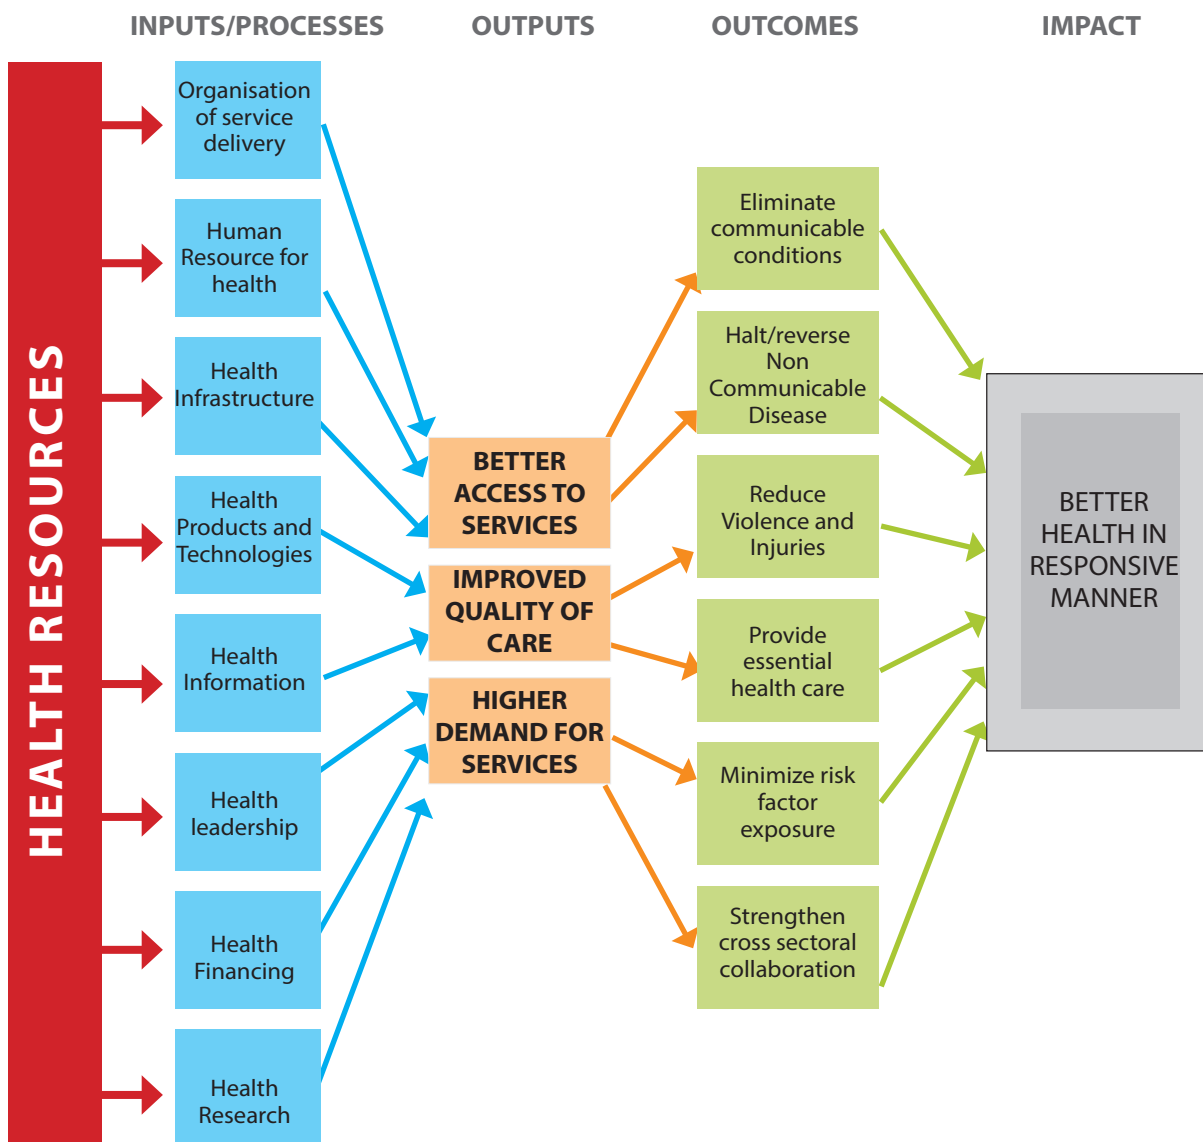 INPUTS/PROCESSES
OUTPUTS
OUTCOMES
IMPACT
HEALTH RESOURCES
Organisation
of service
delivery
Human
Resource for
health
Health
Infrastructure
Health
Products and
Technologies
Health
Information
Health
leadership
Health
Financing
Health
Research
BETTER
ACCESS TO
SERVICES
IMPROVED
QUALITY OF
CARE
HIGHER
DEMAND FOR
SERVICES
Eliminate
communicable
conditions
Halt/reverse
Non
Communicable
Disease
Reduce
Violence and
Injuries
Provide
essential
health care
Minimize risk
factor
exposure
Strengthen
cross sectoral
collaboration
BETTER
HEALTH IN
RESPONSIVE
MANNER